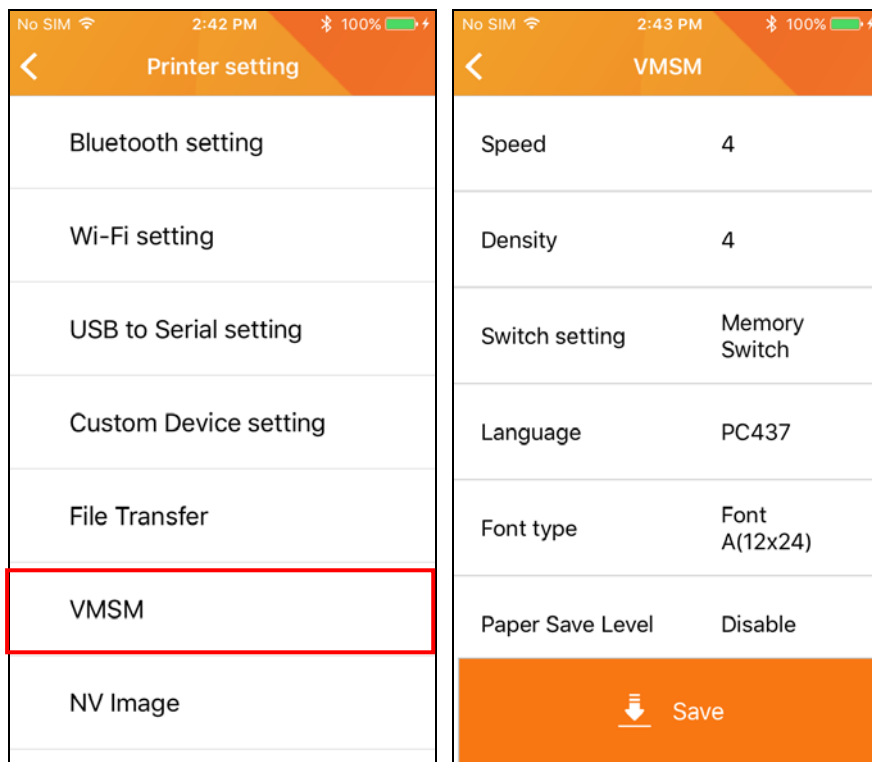 No SIM 2:42 PM 100%
Printer setting
Bluetooth setting
Wi-Fi setting
USB to Serial setting
Custom Device setting
File Transfer
VMSM
NV Image
No SIM 2:43 PM 100%
VMSM
Speed 4
Density 4
Switch setting Memory
Switch
Language PC437
Font type Font
A(12x24)
Paper Save Level Disable
Save